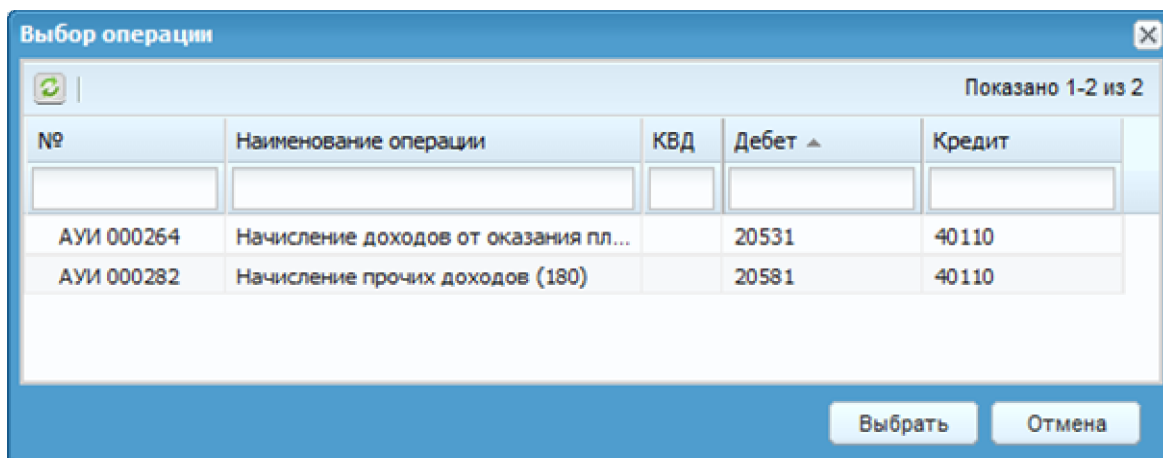 Выбор операции
Показано 1-2 из 2
№ Наименование операции КВД Дебет Кредит
АУИ 000264 Начисление доходов от оказания пл... 20531 40110
АУИ 000282 Начисление прочих доходов (180) 20581 40110
Выбрать Отмена